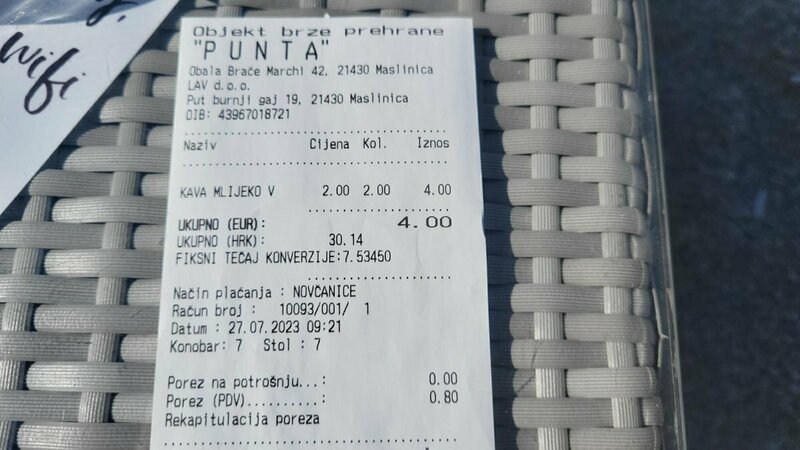 wifi
Objekt brze prehrane
"PUNTA"
Obala Braće Marchi 42, 21430 Maslinica
LAV d.o.o.
Put burnji gaj 19, 21430 Maslinica
OIB: 43967018721
Naziv Cijena Kol. Iznos
KAVA MLIJEKO V 2.00 2.00 4.00
UKUPNO (EUR): 4.00
UKUPNO (HRK): 30.14
FIKSNI TEČAJ KONVERZIJE:7.53450
Način plaćanja : NOVČANICE
Račun broj : 10093/001/ 1
Datum : 27.07.2023 09:21
Konobar: 7 Stol : 7
Porez na potrošnju...: 0.00
Porez (PDV)..........: 0.80
Rekapitulacija poreza